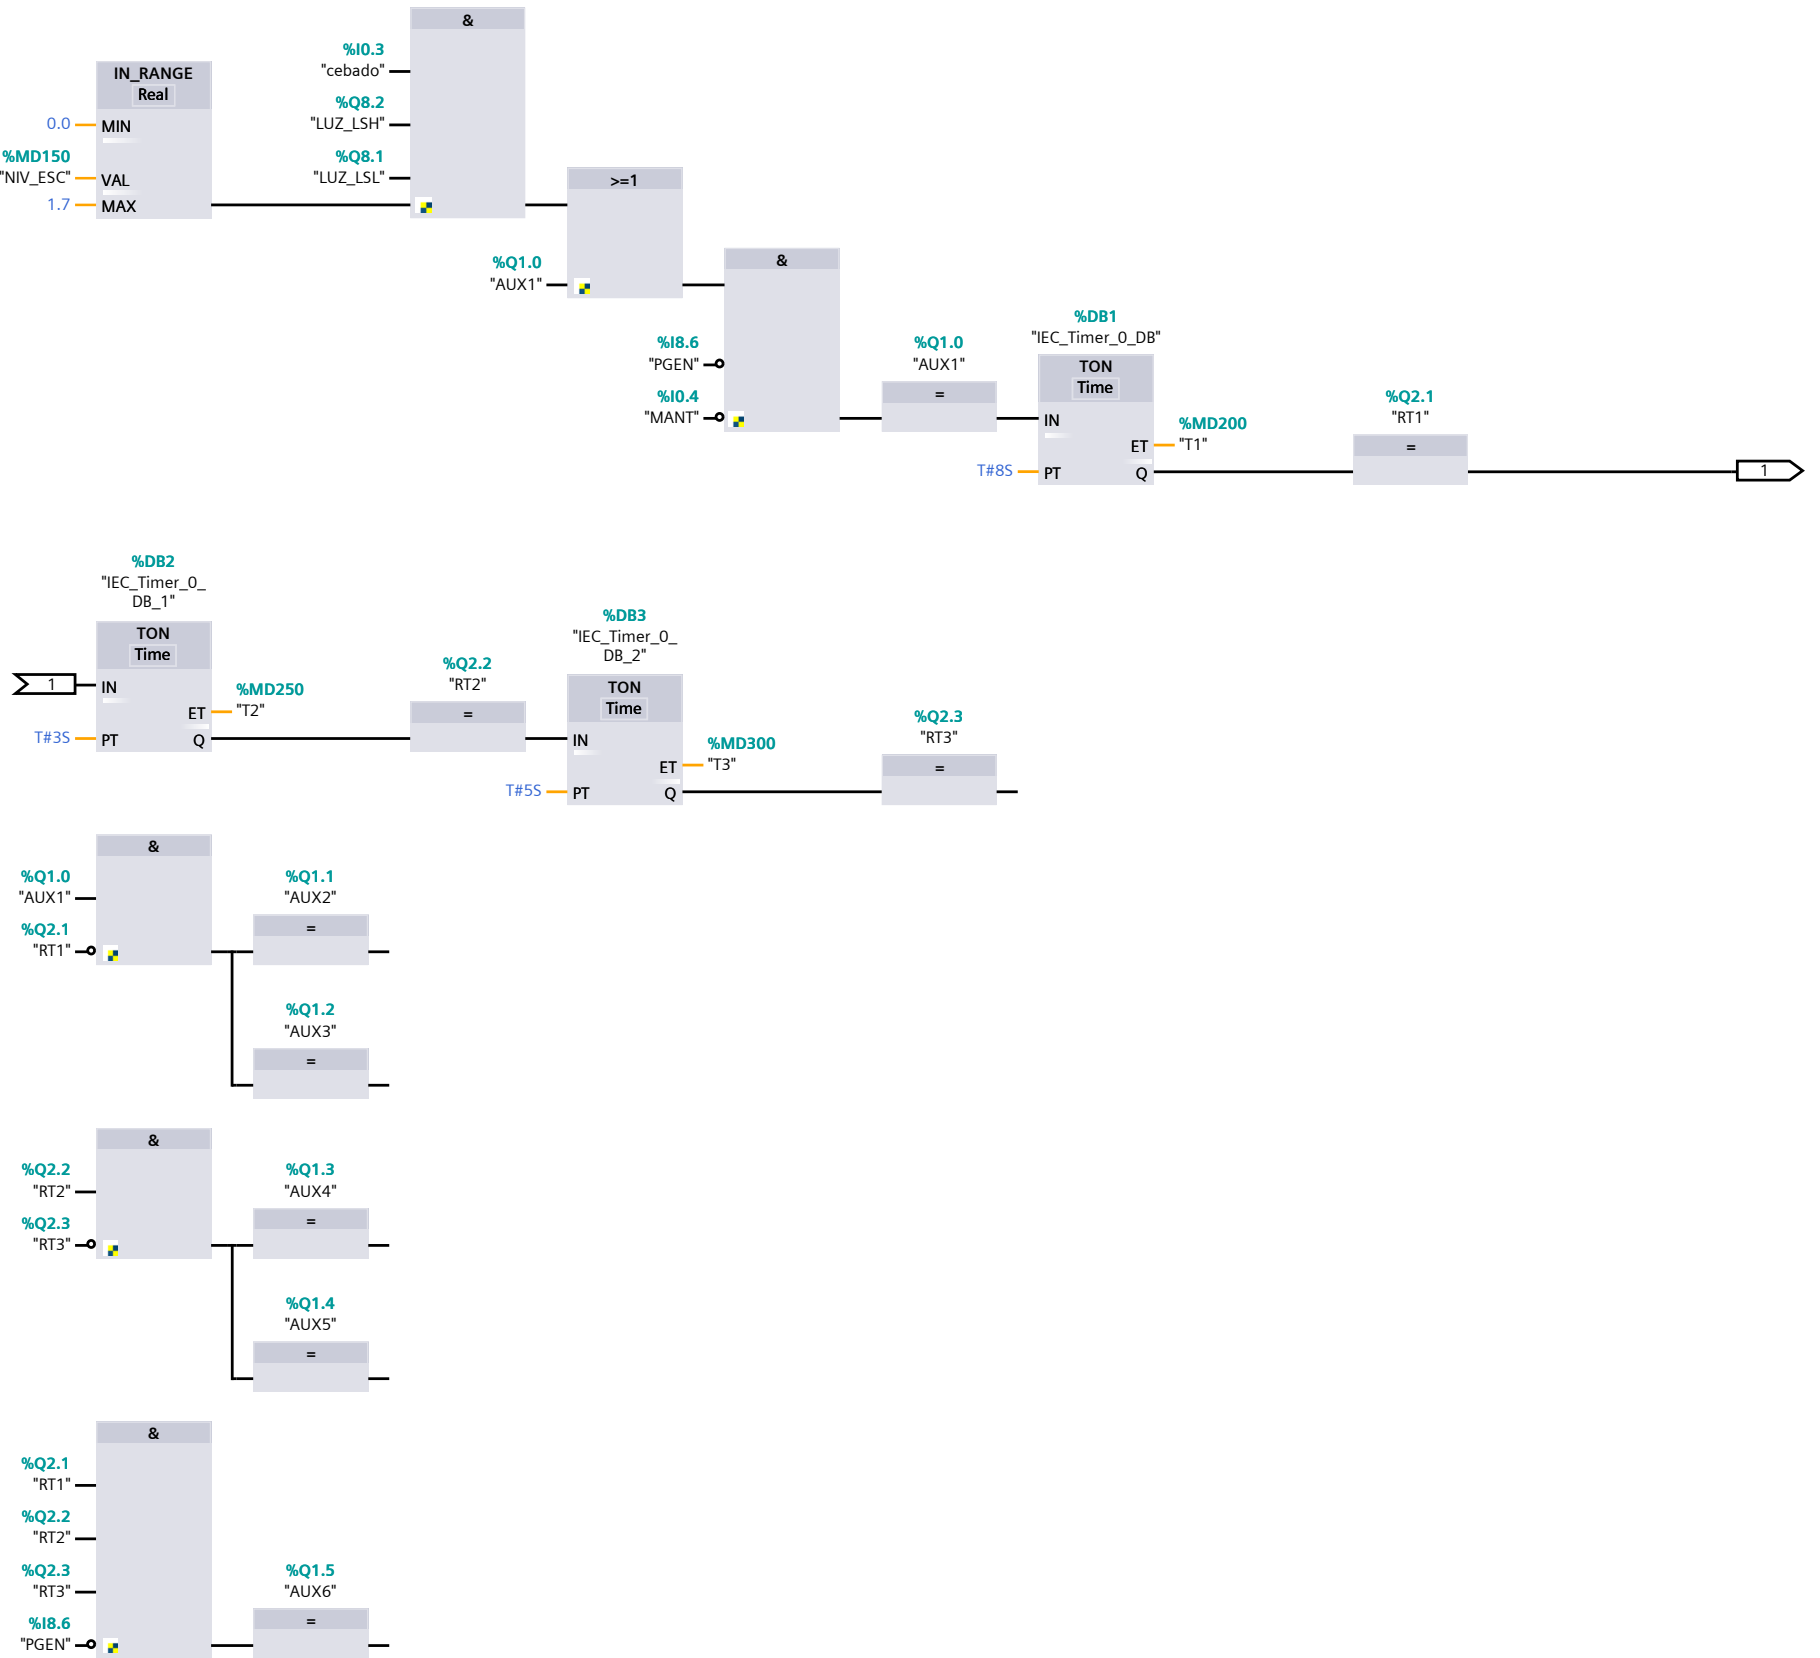 &
%I0.3
"cebado"
IN_RANGE
Real
%Q8.2
"LUZ_LSH"
0.0
MIN
%MD150
"NIV_ESC"
VAL
%Q8.1
"LUZ_LSL"
>=1
1.7
MAX
%Q1.0
"AUX1"
&
%DB1
"IEC_Timer_0_DB"
%I8.6
"PGEN"
%Q1.0
"AUX1"
TON
Time
%I0.4
"MANT"
=
IN
%Q2.1
"RT1"
ET
%MD200
"T1"
=
T#8S
PT
Q
1
%DB2
"IEC_Timer_0_
DB_1"
%DB3
"IEC_Timer_0_
DB_2"
TON
Time
%Q2.2
"RT2"
1
IN
TON
Time
ET
%MD250
"T2"
=
%Q2.3
"RT3"
T#3S
PT
Q
IN
ET
%MD300
"T3"
=
T#5S
PT
Q
&
%Q1.0
"AUX1"
%Q1.1
"AUX2"
%Q2.1
"RT1"
=
%Q1.2
"AUX3"
=
&
%Q2.2
"RT2"
%Q1.3
"AUX4"
%Q2.3
"RT3"
=
%Q1.4
"AUX5"
=
&
%Q2.1
"RT1"
%Q2.2
"RT2"
%Q2.3
"RT3"
%Q1.5
"AUX6"
%I8.6
"PGEN"
=